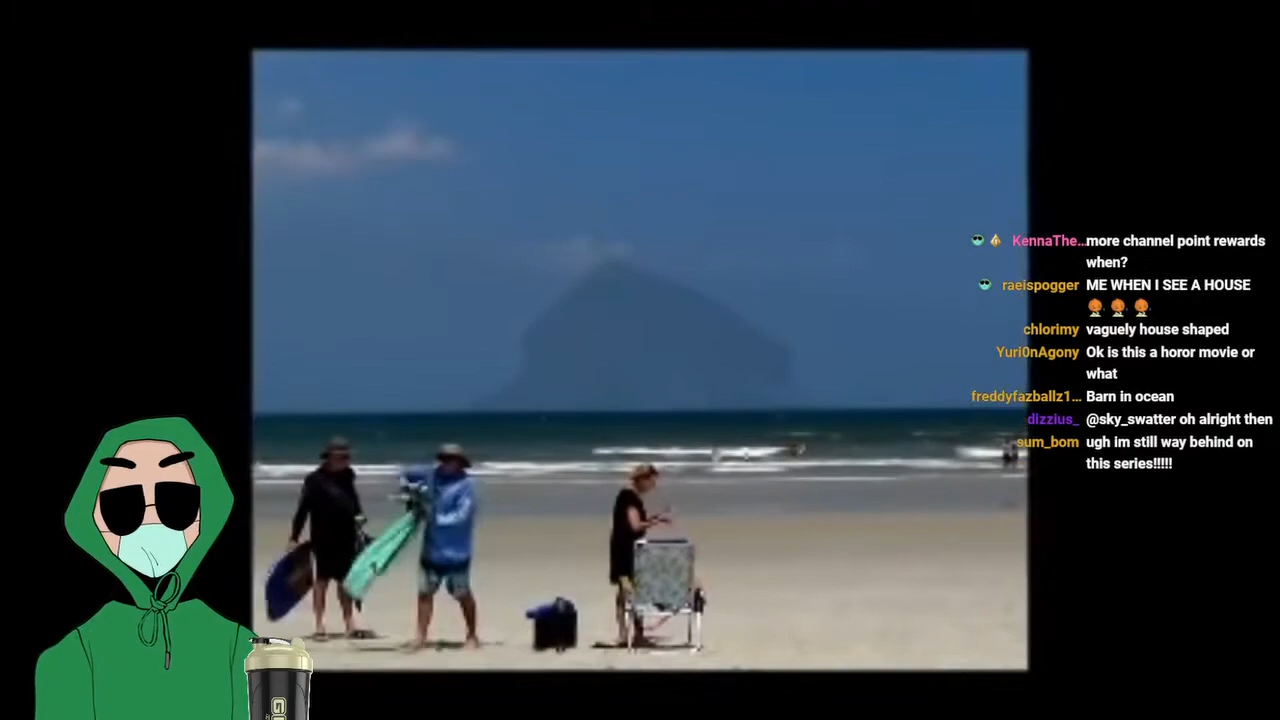 KennaThe… more channel point rewards
when?
raeispogger ME WHEN I SEE A HOUSE
chlorimy vaguely house shaped
Yuri0nAgony Ok is this a horor movie or
what
freddyfazballz1… Barn in ocean
dizzius_ @sky_swatter oh alright then
sum_bom ugh im still way behind on
this series!!!!!